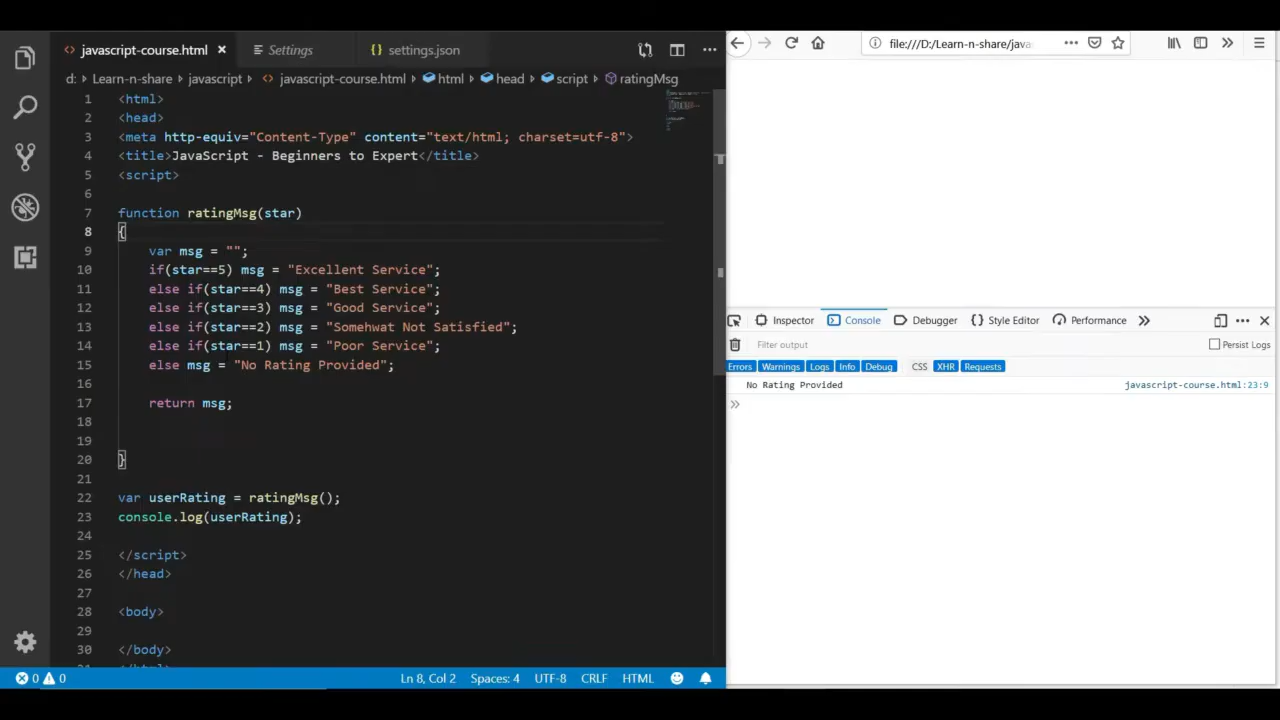 javascript-course.html ×
Settings
{} settings.json
file:///D:/Learn-n-share/java
d: Learn-n-share javascript javascript-course.html html head script ratingMsg
1 <html>
2 <head>
3 <meta http-equiv="Content-Type" content="text/html; charset=utf-8">
4 <title>JavaScript - Beginners to Expert</title>
5 <script>
6
7 function ratingMsg(star)
8 {
9 var msg = "";
10 if(star==5) msg = "Excellent Service";
11 else if(star==4) msg = "Best Service";
12 else if(star==3) msg = "Good Service";
13 else if(star==2) msg = "Somehwat Not Satisfied";
14 else if(star==1) msg = "Poor Service";
15 else msg = "No Rating Provided";
16
17 return msg;
18
19
20 }
21
22 var userRating = ratingMsg();
23 console.log(userRating);
24
25 </script>
26 </head>
27
28 <body>
29
30 </body>
Inspector Console Debugger {} Style Editor Performance
Filter output Persist Logs
Errors Warnings Logs Info Debug CSS XHR Requests
No Rating Provided javascript-course.html:23:9
0 0 Ln 8, Col 2 Spaces: 4 UTF-8 CRLF HTML